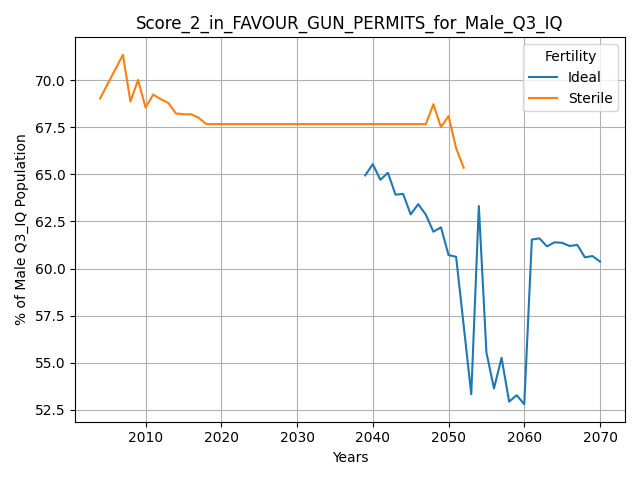 Score_2_in_FAVOUR_GUN_PERMITS_for_Male_Q3_IQ
Fertility
Ideal
Sterile
% of Male Q3_IQ Population
70.0
67.5
65.0
62.5
60.0
57.5
55.0
52.5
2010 2020 2030 2040 2050 2060 2070
Years